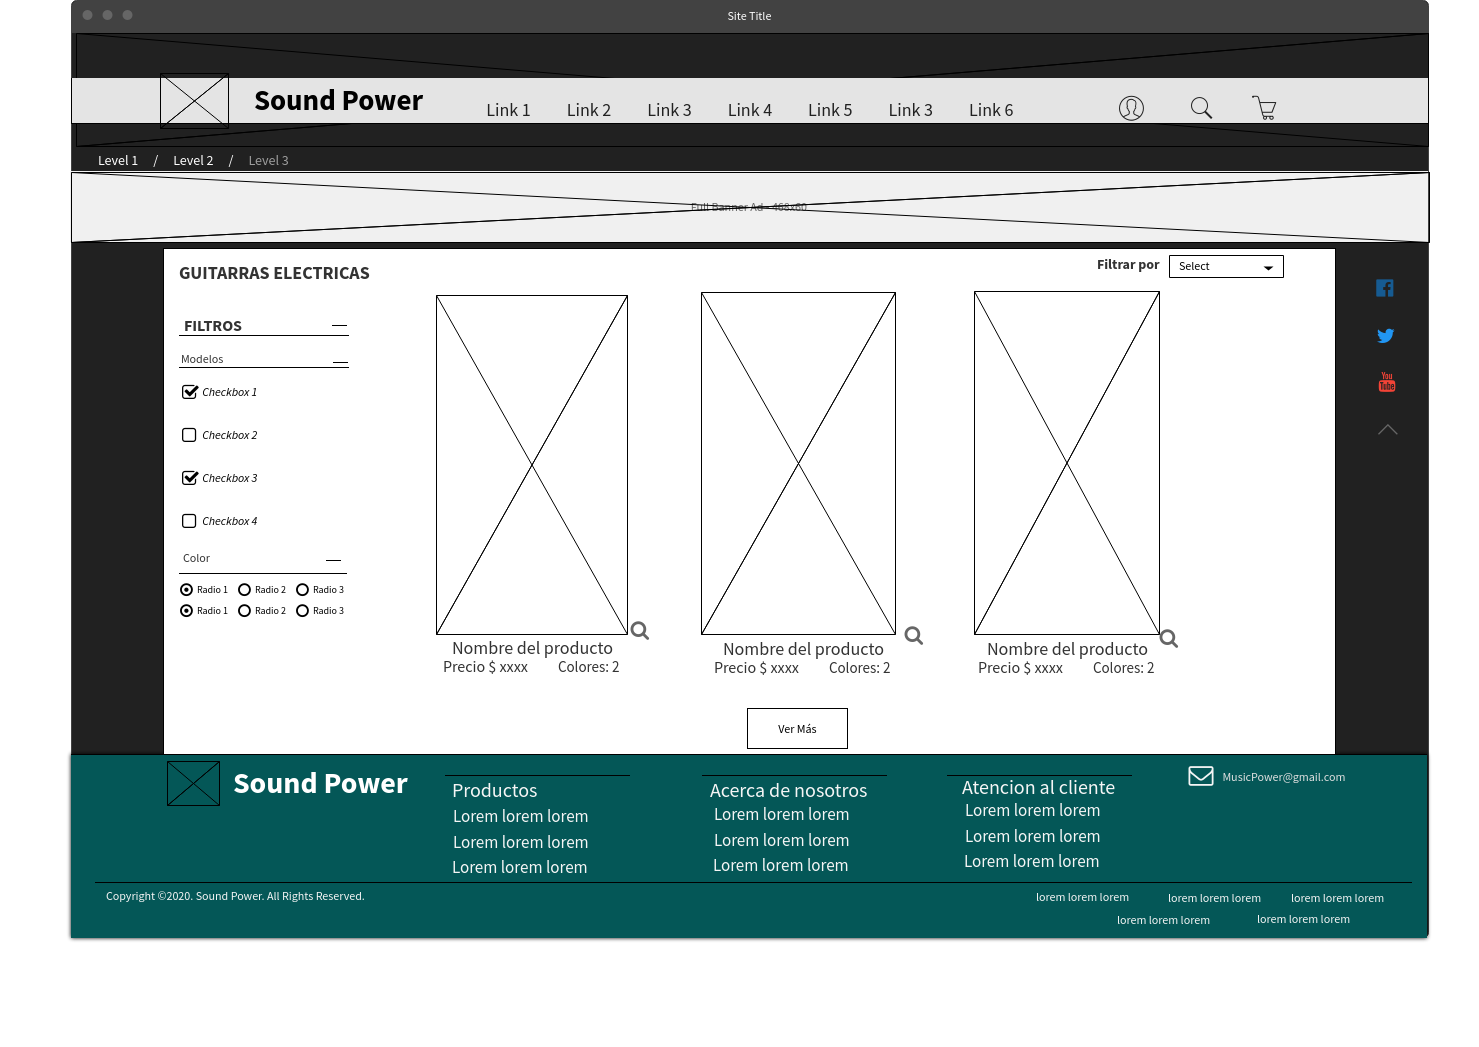 Site Title
Sound Power
Link 1 Link 2 Link 3 Link 4 Link 5 Link 3 Link 6
Level 1 / Level 2 / Level 3
Full Banner Ad - 468x60
GUITARRAS ELECTRICAS
Filtrar por Select
FILTROS
Modelos
Checkbox 1
Checkbox 2
Checkbox 3
Checkbox 4
Color
Radio 1 Radio 2 Radio 3
Radio 1 Radio 2 Radio 3
Nombre del producto
Precio $ xxxx Colores: 2
Nombre del producto
Precio $ xxxx Colores: 2
Nombre del producto
Precio $ xxxx Colores: 2
You
Tube
Ver Más
Sound Power
Productos
Lorem lorem lorem
Lorem lorem lorem
Lorem lorem lorem
Acerca de nosotros
Lorem lorem lorem
Lorem lorem lorem
Lorem lorem lorem
Atencion al cliente
Lorem lorem lorem
Lorem lorem lorem
Lorem lorem lorem
MusicPower@gmail.com
Copyright ©2020. Sound Power. All Rights Reserved.
lorem lorem lorem lorem lorem lorem lorem lorem lorem
lorem lorem lorem lorem lorem lorem